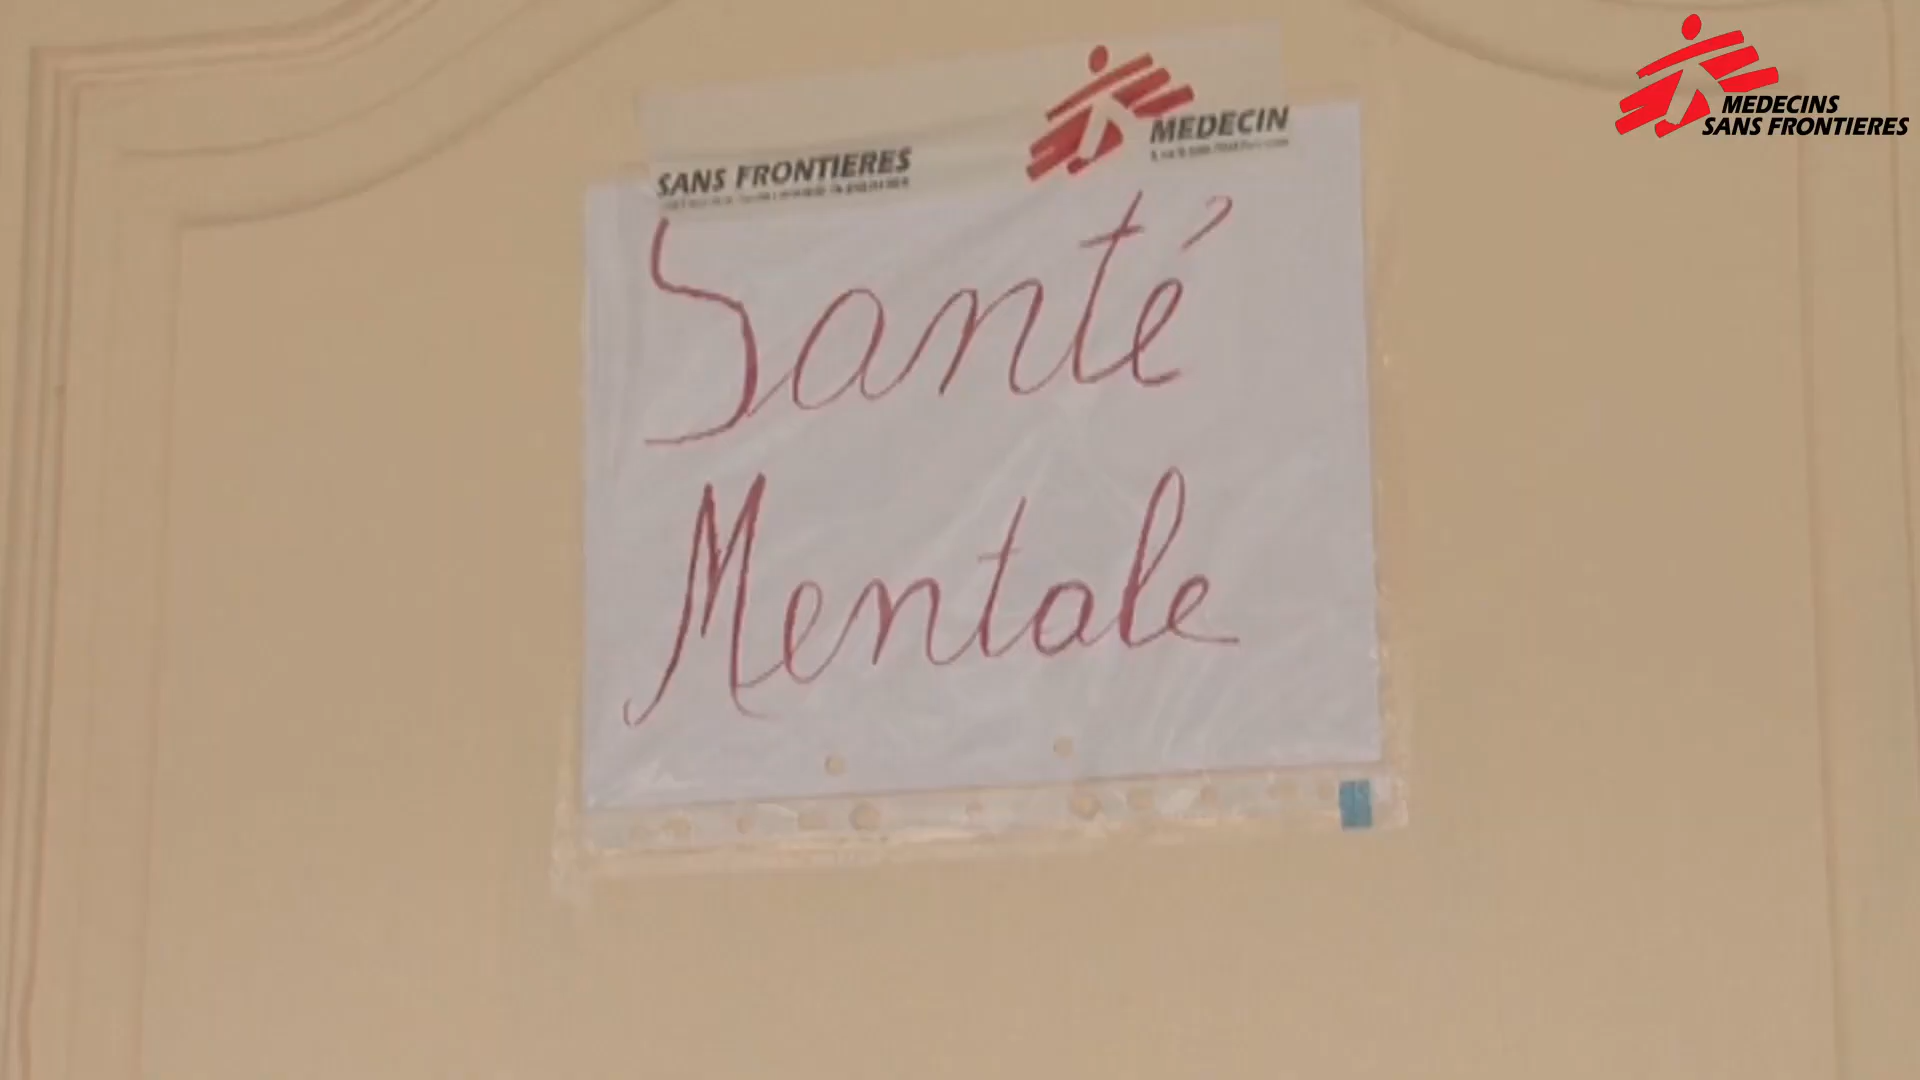 MEDECINS
SANS FRONTIERES
SANS FRONTIERES
MEDECIN
Santé
Mentale